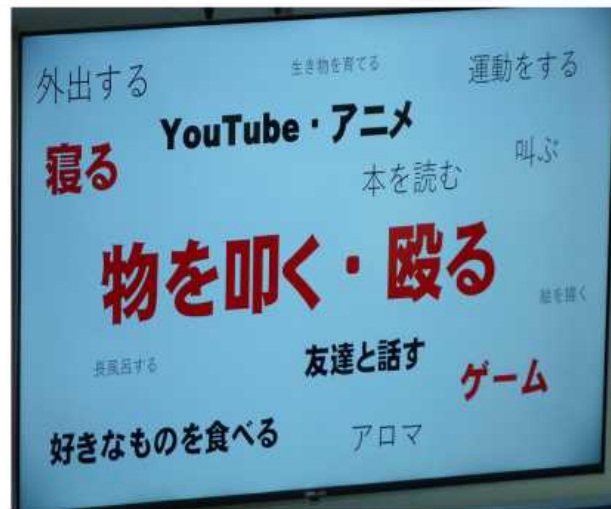 外出する
生き物を育てる
運動をする
YouTube・アニメ
寝る
本を読む
叫ぶ
物を叩く・殴る
絵を描く
長風呂する
友達と話す
ゲーム
好きなものを食べる
アロマ